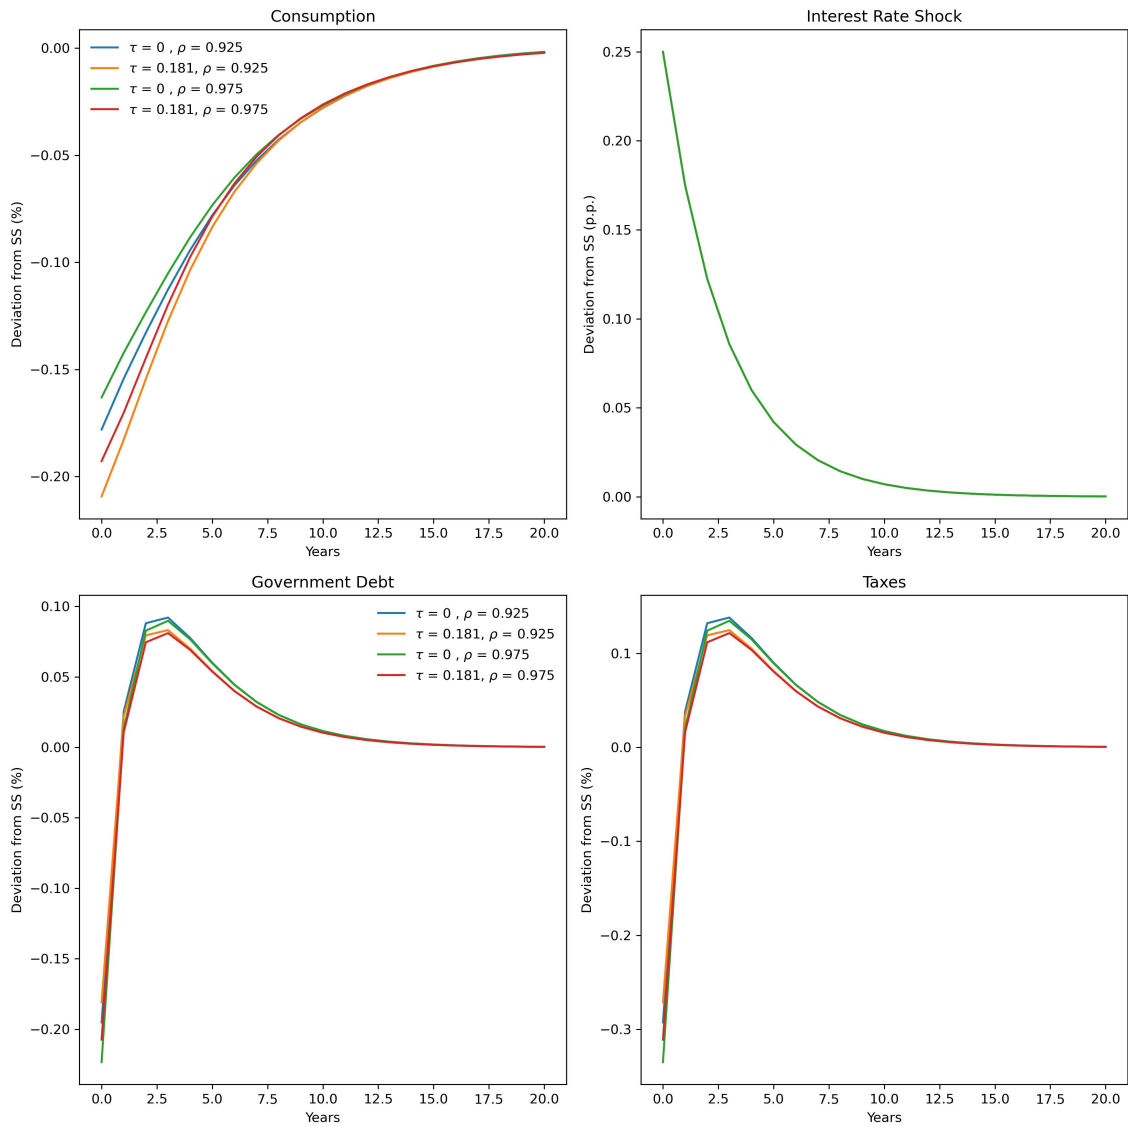 Consumption
0.00
−0.05
−0.10
−0.15
−0.20
Deviation from SS (%)
τ = 0 , ρ = 0.925
τ = 0.181, ρ = 0.925
τ = 0 , ρ = 0.975
τ = 0.181, ρ = 0.975
0.0 2.5 5.0 7.5 10.0 12.5 15.0 17.5 20.0
Years
Interest Rate Shock
0.25
0.20
0.15
0.10
0.05
0.00
Deviation from SS (p.p.)
0.0 2.5 5.0 7.5 10.0 12.5 15.0 17.5 20.0
Years
Government Debt
0.10
0.05
0.00
−0.05
−0.10
−0.15
−0.20
Deviation from SS (%)
τ = 0 , ρ = 0.925
τ = 0.181, ρ = 0.925
τ = 0 , ρ = 0.975
τ = 0.181, ρ = 0.975
0.0 2.5 5.0 7.5 10.0 12.5 15.0 17.5 20.0
Years
Taxes
0.1
0.0
−0.1
−0.2
−0.3
Deviation from SS (%)
0.0 2.5 5.0 7.5 10.0 12.5 15.0 17.5 20.0
Years